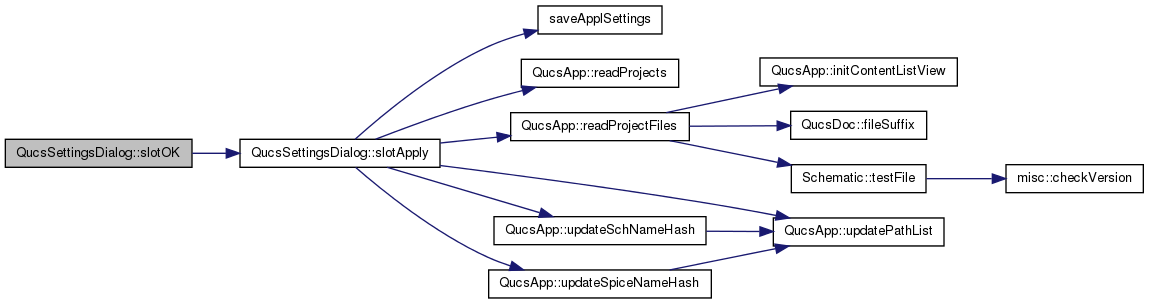 QucsSettingsDialog::slotOK
QucsSettingsDialog::slotApply
saveApplSettings
QucsApp::readProjects
QucsApp::readProjectFiles
QucsApp::updateSchNameHash
QucsApp::updateSpiceNameHash
QucsApp::initContentListView
QucsDoc::fileSuffix
Schematic::testFile
QucsApp::updatePathList
misc::checkVersion